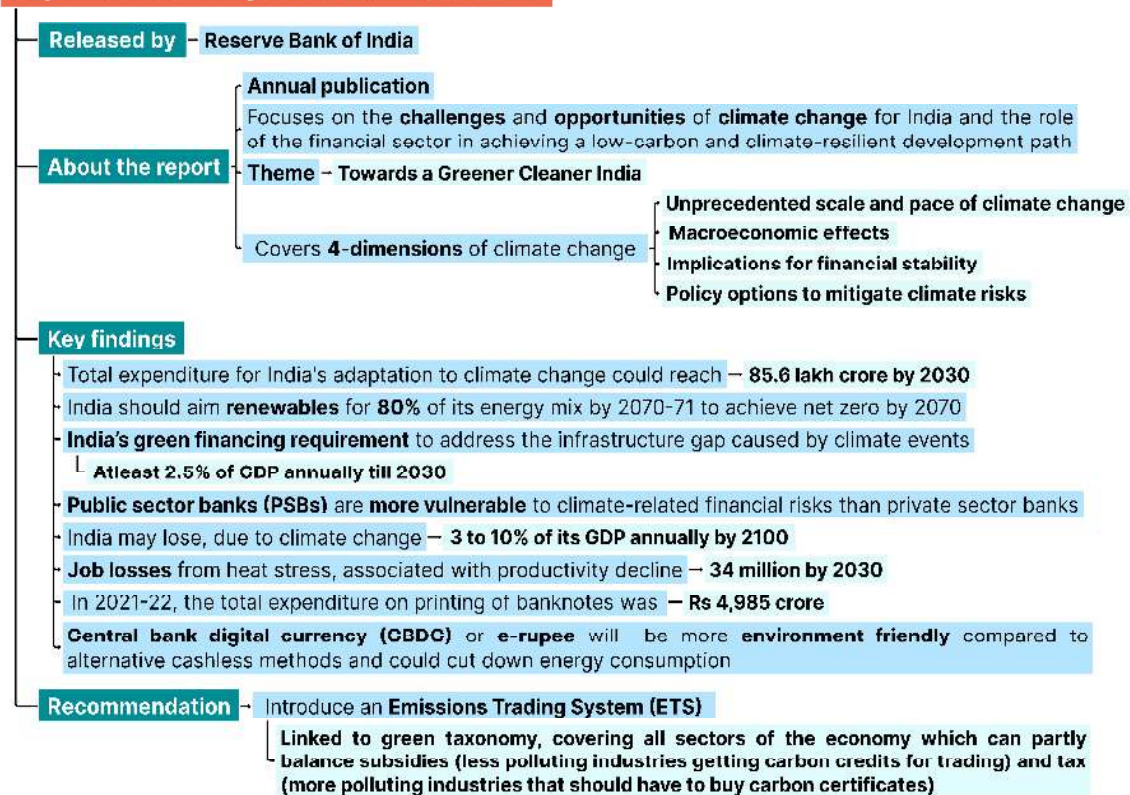 Released by – Reserve Bank of India
Annual publication
Focuses on the challenges and opportunities of climate change for India and the role
of the financial sector in achieving a low-carbon and climate-resilient development path
About the report
Theme – Towards a Greener Cleaner India
Covers 4-dimensions of climate change
Unprecedented scale and pace of climate change
Macroeconomic effects
Implications for financial stability
Policy options to mitigate climate risks
Key findings
Total expenditure for India's adaptation to climate change could reach – 85.6 lakh crore by 2030
India should aim renewables for 80% of its energy mix by 2070-71 to achieve net zero by 2070
India's green financing requirement to address the infrastructure gap caused by climate events
Atleast 2.5% of GDP annually till 2030
Public sector banks (PSBs) are more vulnerable to climate-related financial risks than private sector banks
India may lose, due to climate change – 3 to 10% of its GDP annually by 2100
Job losses from heat stress, associated with productivity decline – 34 million by 2030
In 2021-22, the total expenditure on printing of banknotes was – Rs 4,985 crore
Central bank digital currency (CBDC) or e-rupee will be more environment friendly compared to
alternative cashless methods and could cut down energy consumption
Recommendation
Introduce an Emissions Trading System (ETS)
Linked to green taxonomy, covering all sectors of the economy which can partly
balance subsidies (less polluting industries getting carbon credits for trading) and tax
(more polluting industries that should have to buy carbon certificates)